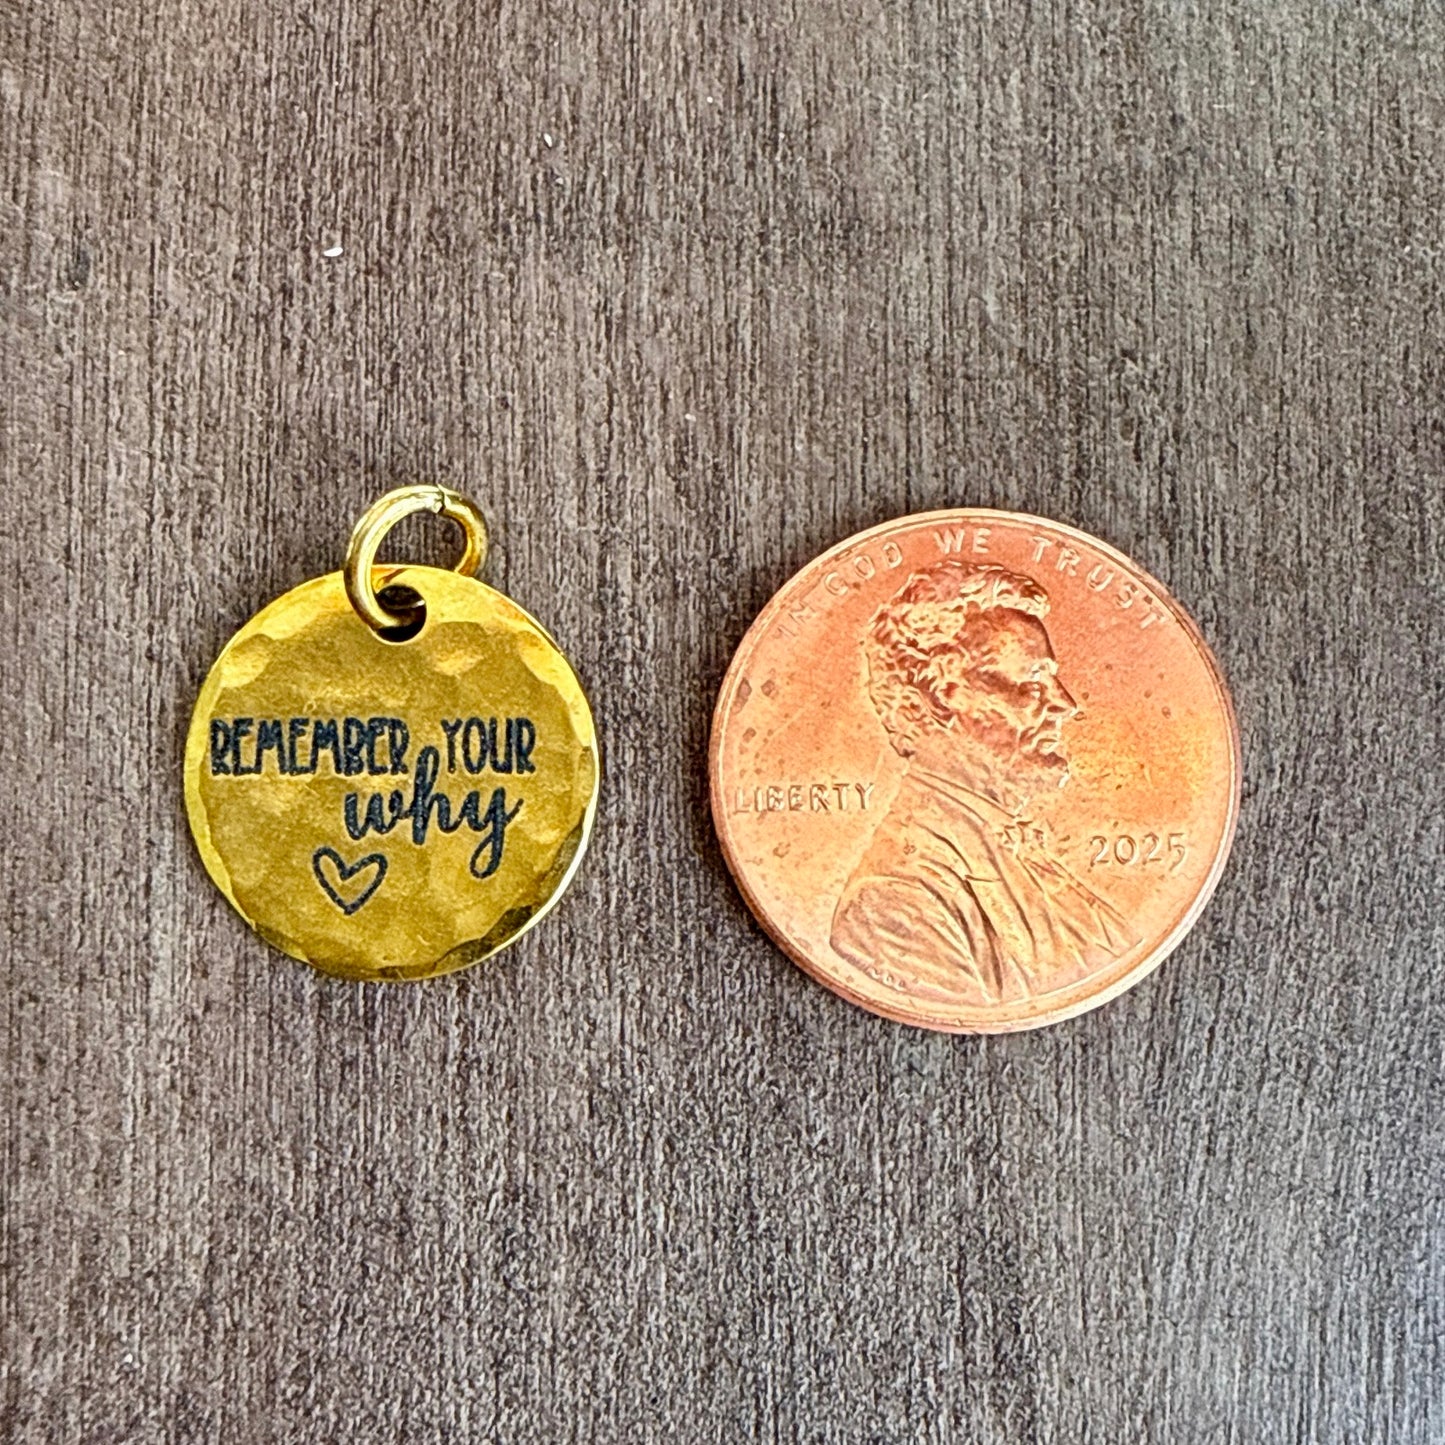 REMEMBER YOUR
why
IN GOD WE TRUST
LIBERTY
2025